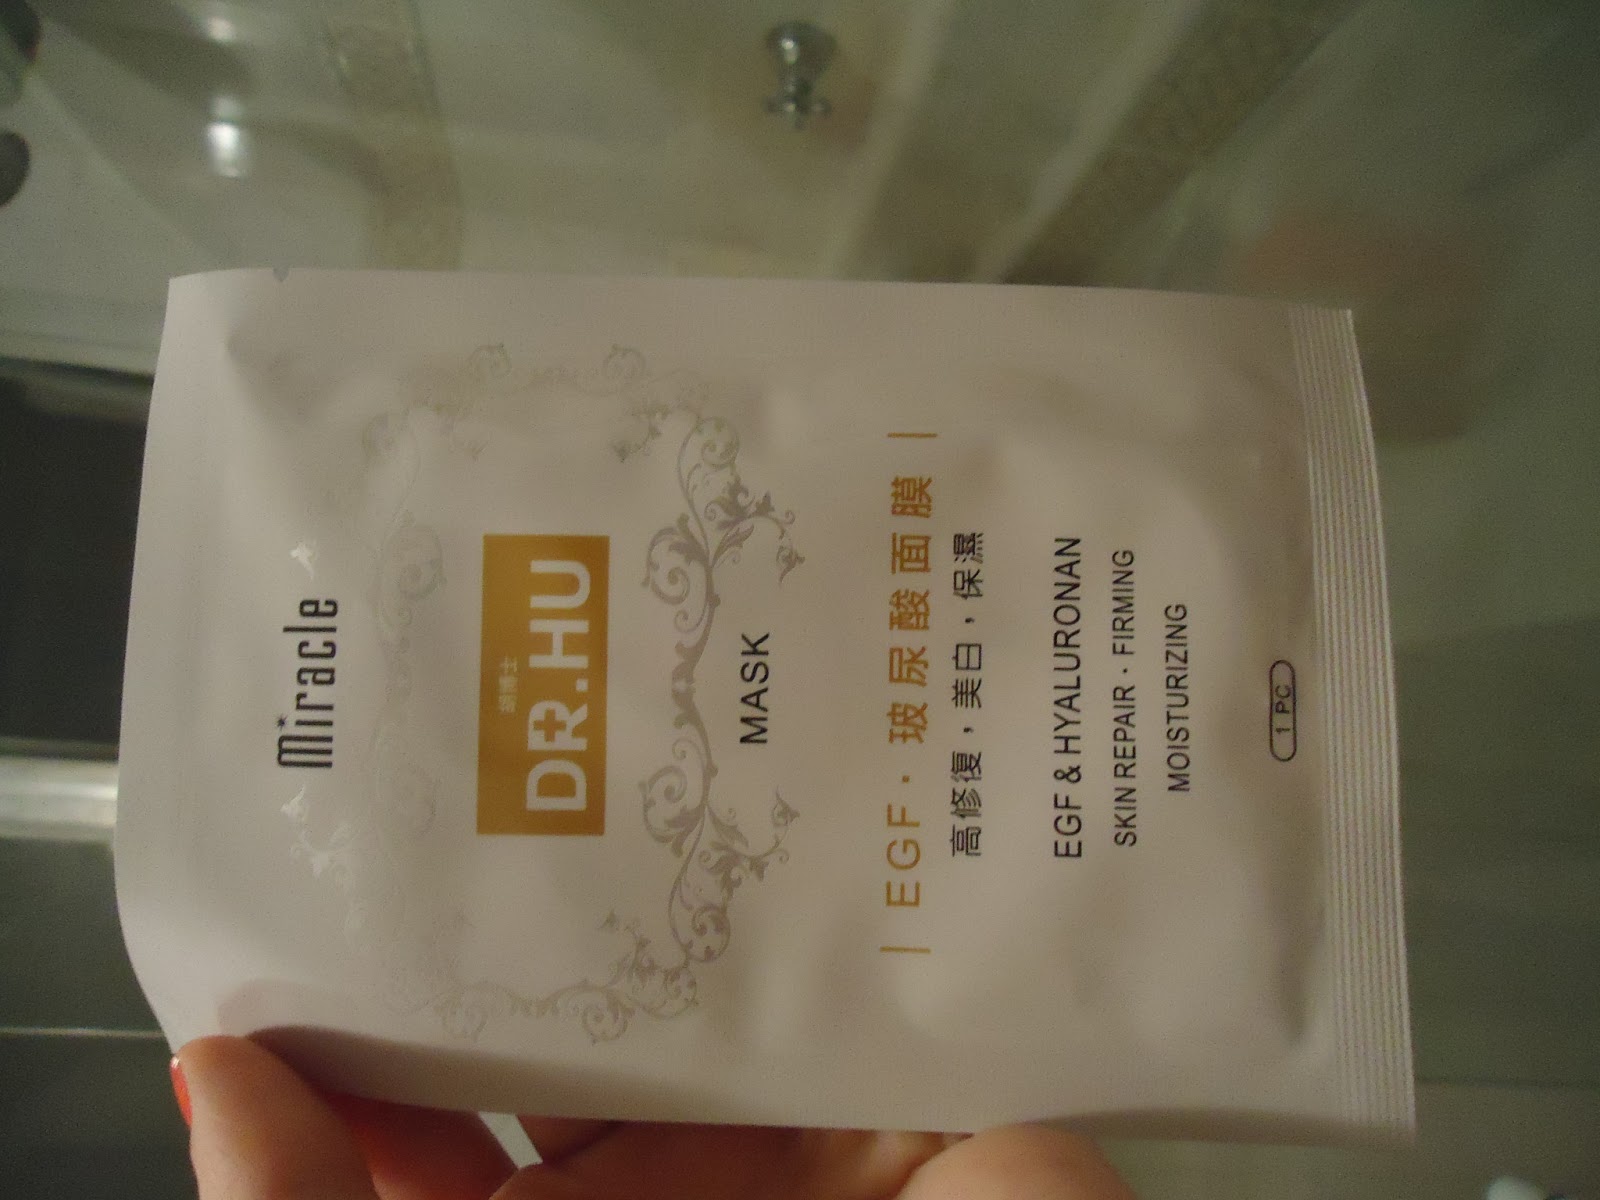 Miracle
胡博士
DR.HU
MASK
| EGF · 玻尿酸面膜 |
高修復，美白，保濕
EGF & HYALURONAN
SKIN REPAIR · FIRMING
MOISTURIZING
1 PC